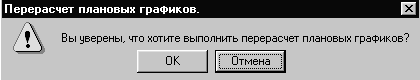 Перерасчет плановых графиков.
Вы уверены, что хотите выполнить перерасчет плановых графиков?
OK Отмена